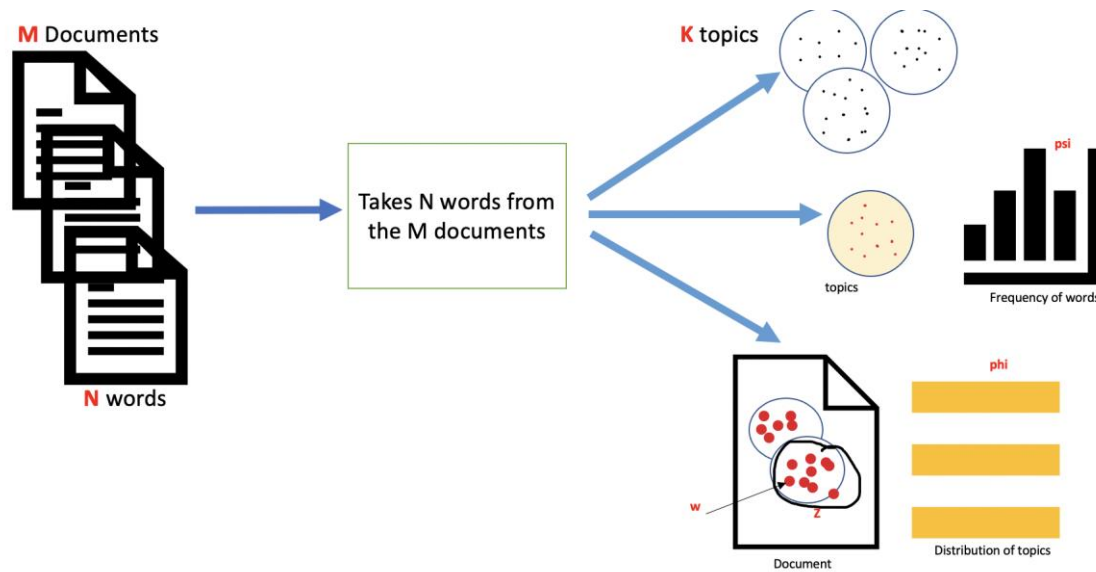 M Documents
N words
Takes N words from
the M documents
K topics
topics
psi
Frequency of words
w
Z
Document
phi
Distribution of topics